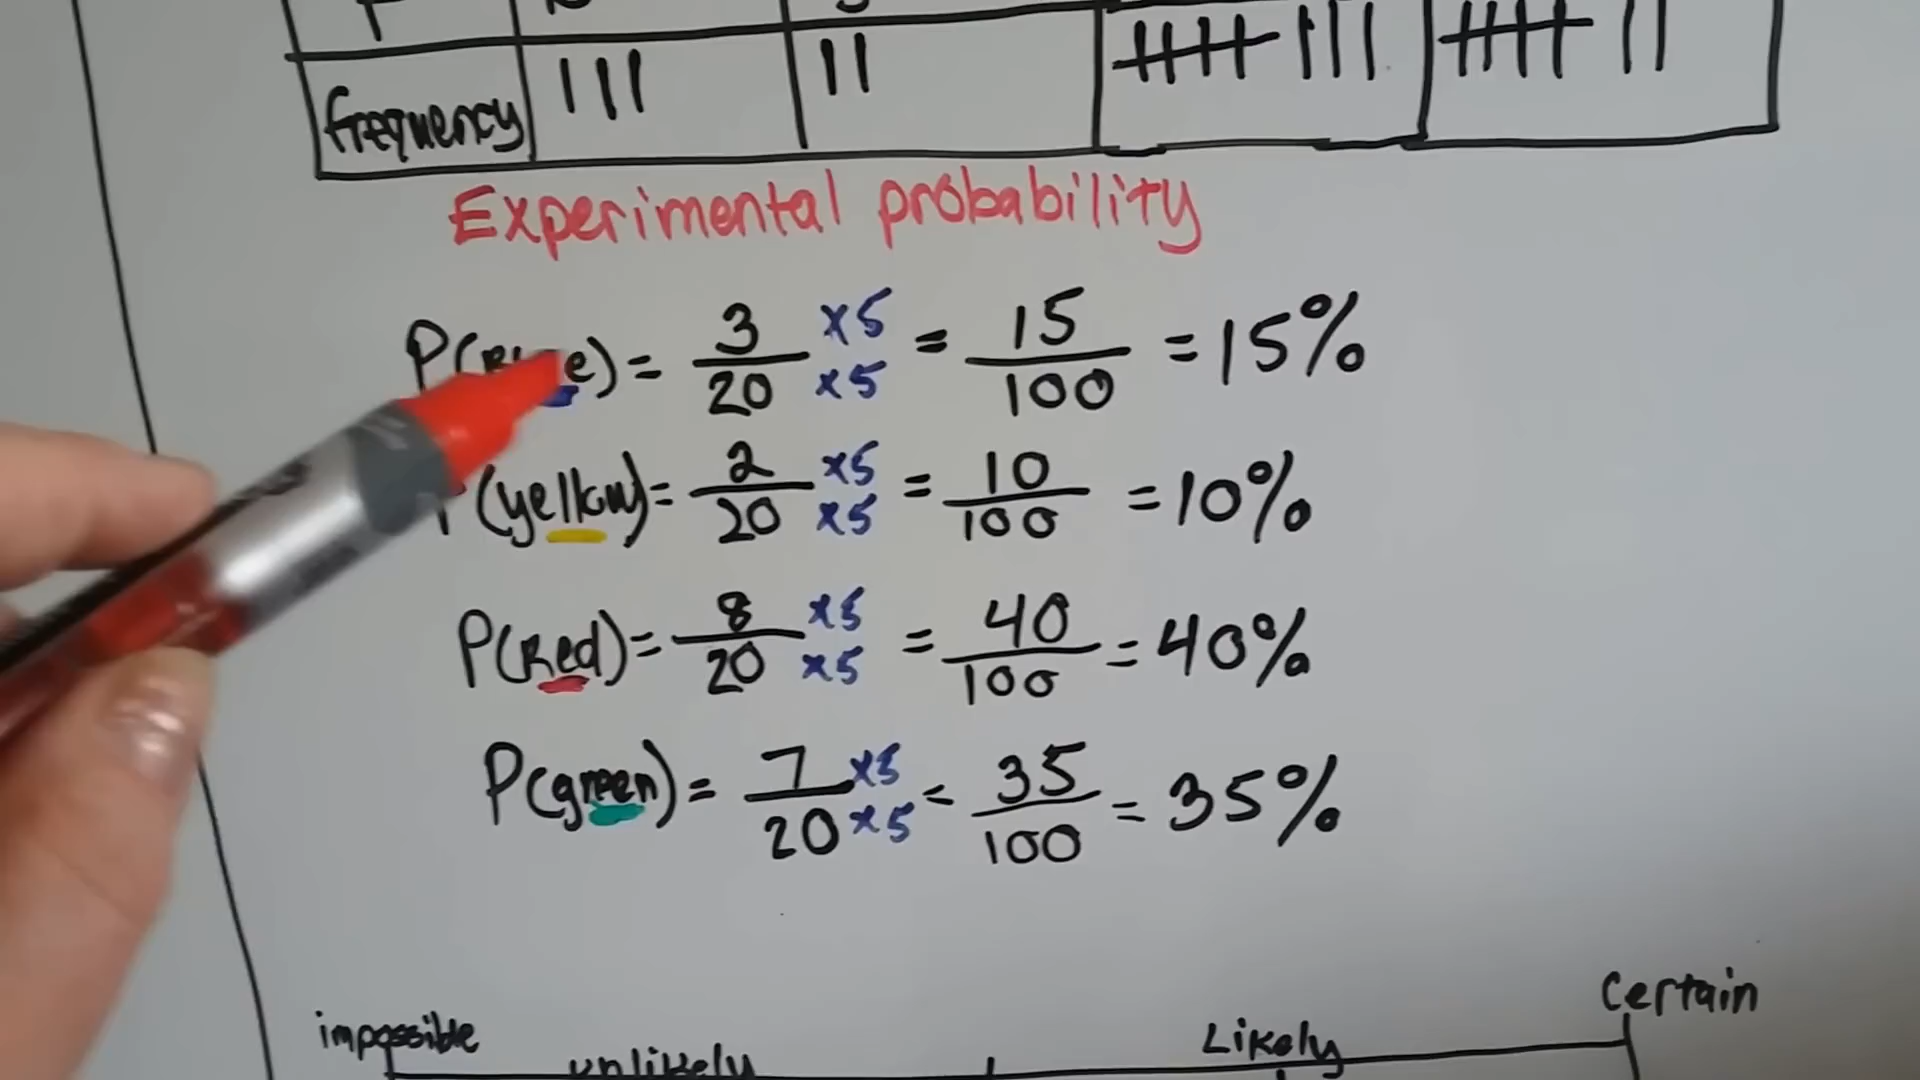 frequency
Experimental probability
= 3/20 ×5/×5 = 15/100 = 15%
P(yellow) = 2/20 ×5/×5 = 10/100 = 10%
P(Red) = 8/20 ×5/×5 = 40/100 = 40%
P(green) = 7/20 ×5/×5 = 35/100 = 35%
Certain
impossible unlikely Likely